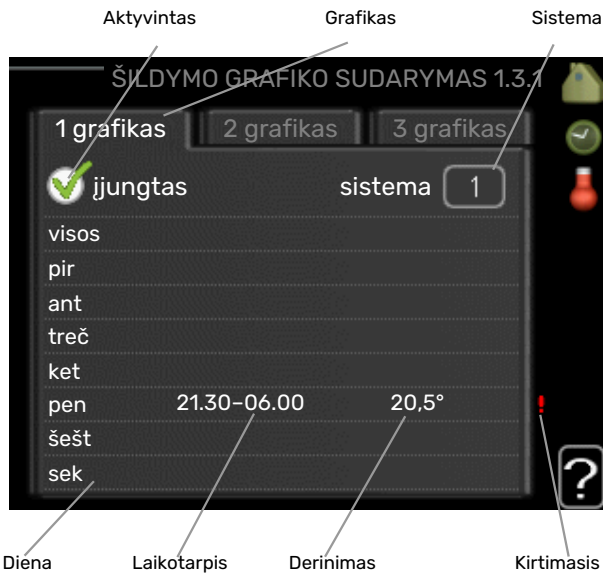 Aktyvintas Grafikas Sistema
ŠILDYMO GRAFIKO SUDARYMAS 1.3.1
1 grafikas 2 grafikas 3 grafikas
įjungtas sistema 1
visos
pir
ant
treč
ket
pen 21.30–06.00 20,5° !
šešt
sek
?
Diena Laikotarpis Derinimas Kirtimasis